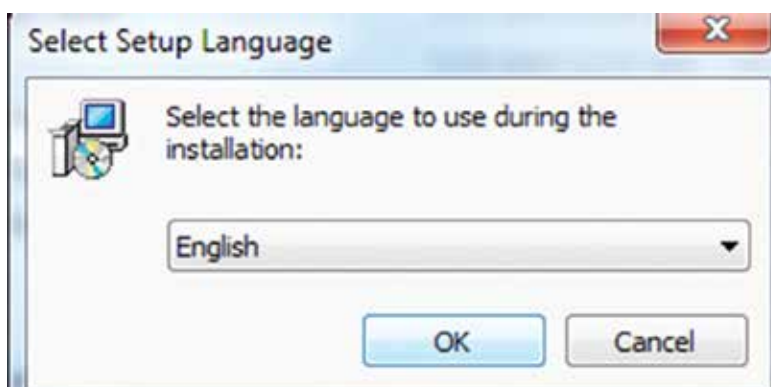 Select Setup Language
Select the language to use during the
installation:
English
OK
Cancel